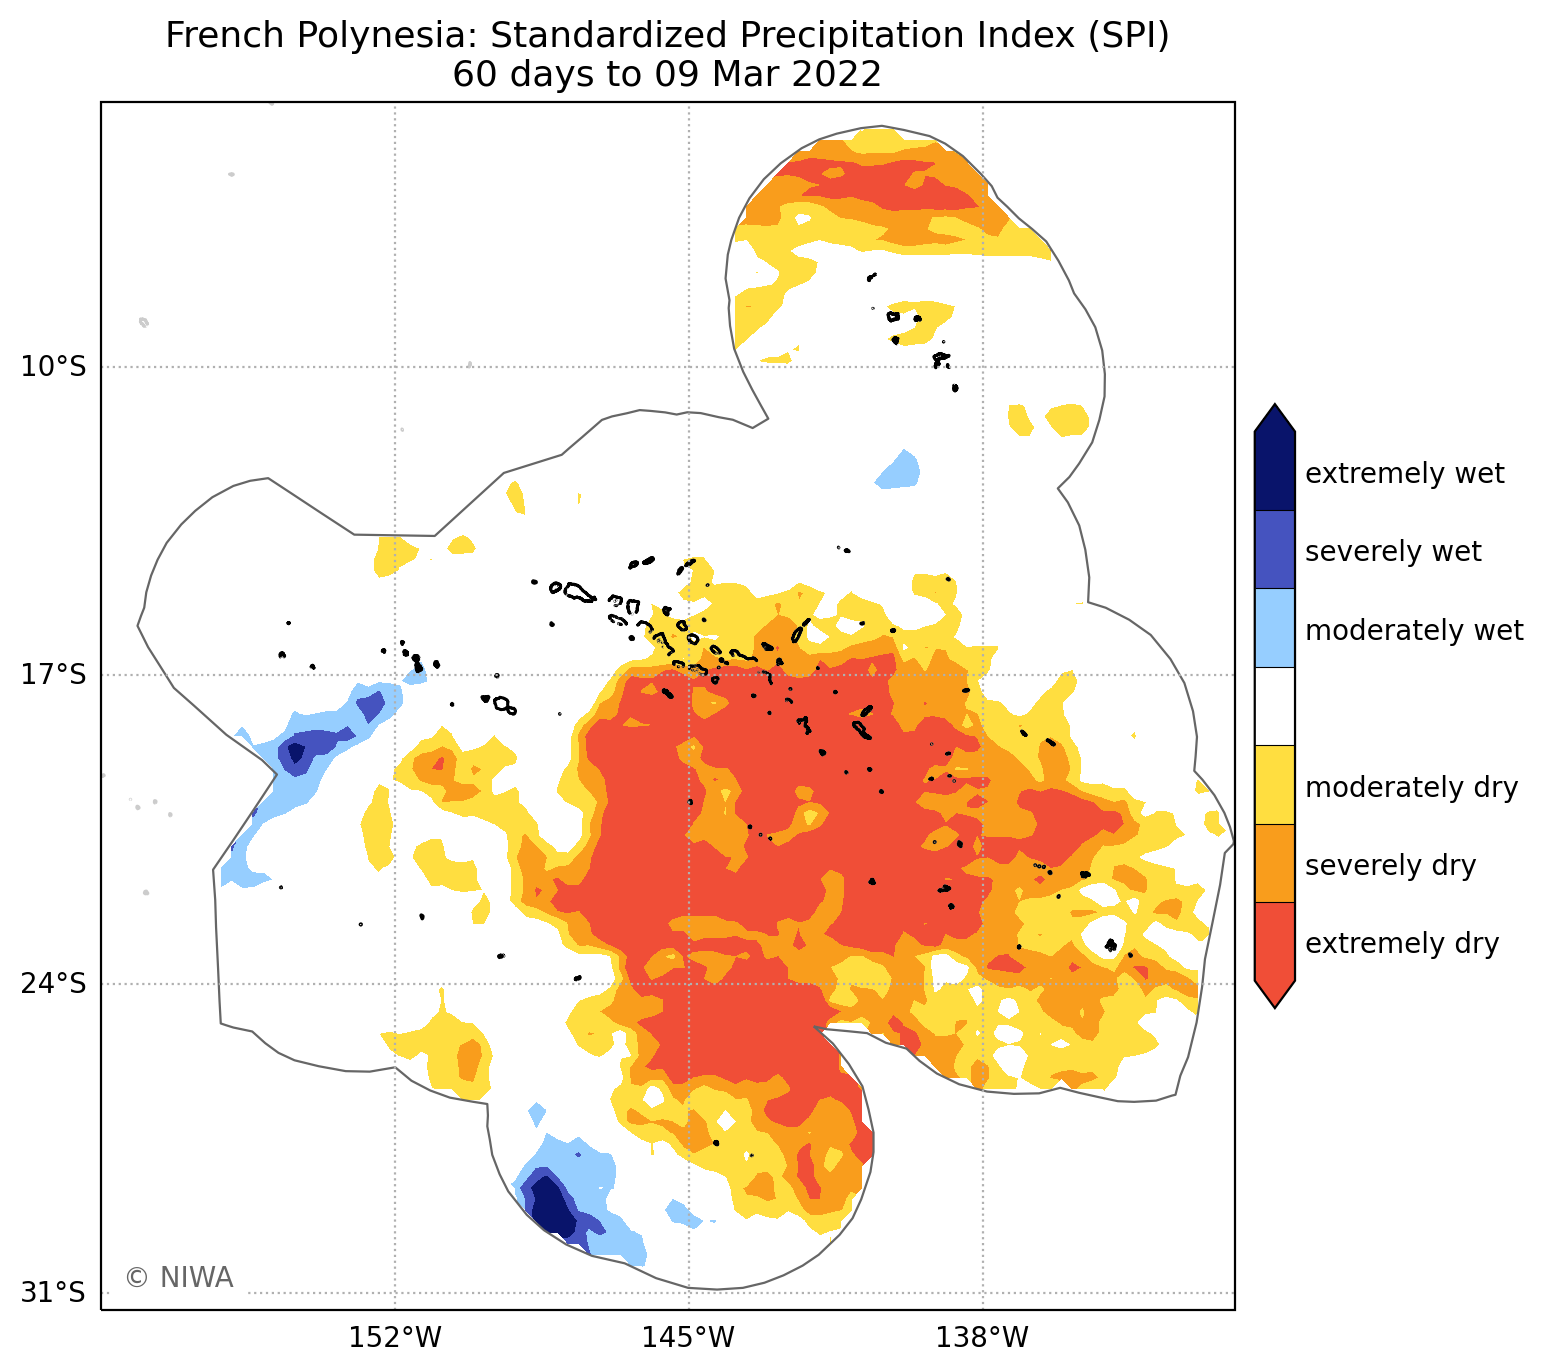 French Polynesia: Standardized Precipitation Index (SPI)
60 days to 09 Mar 2022
10°S
17°S
24°S
31°S
152°W
145°W
138°W
extremely wet
severely wet
moderately wet
moderately dry
severely dry
extremely dry
© NIWA